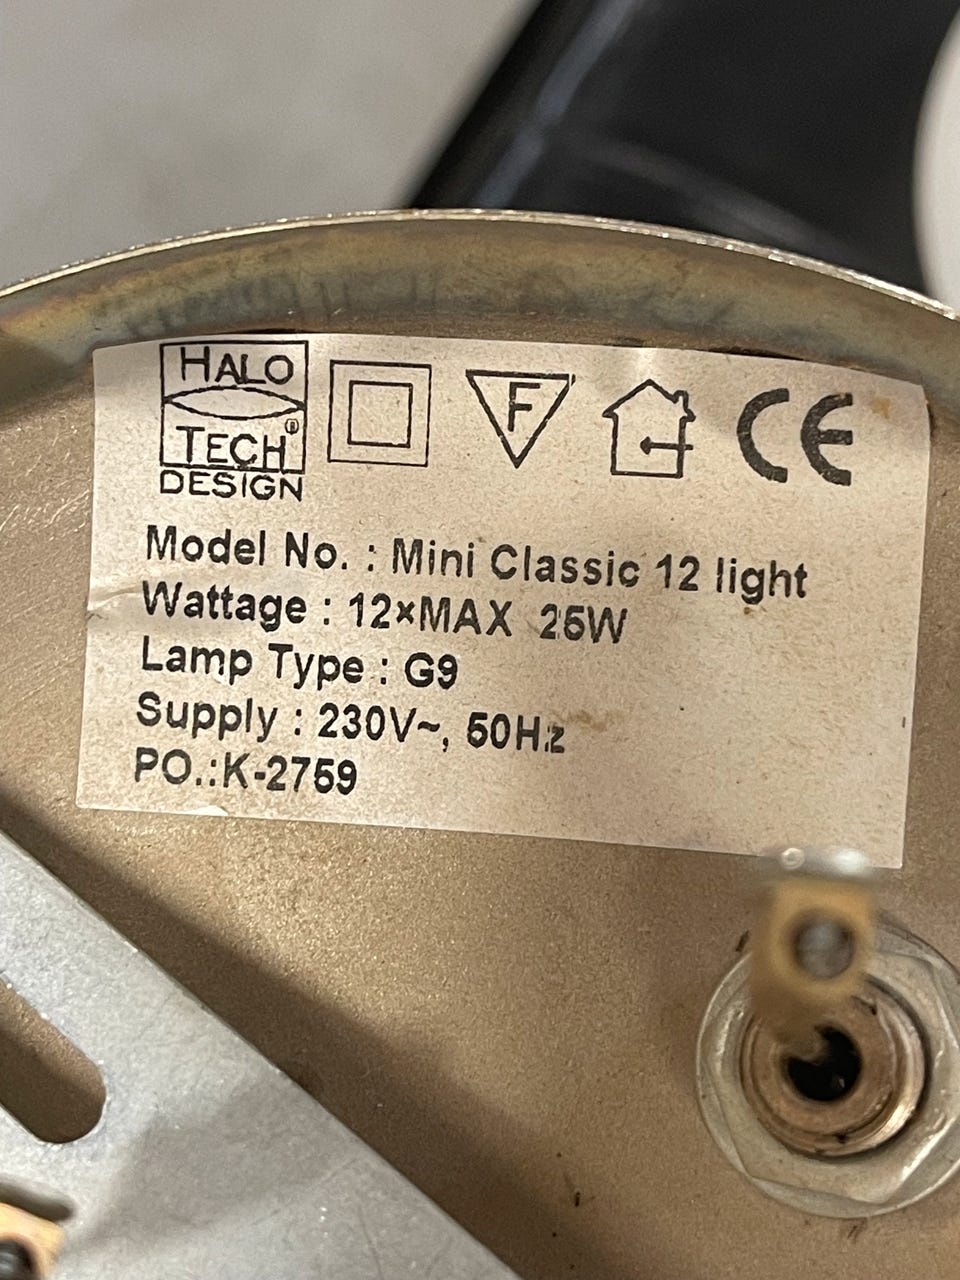 HALO
TECH®
DESIGN
F
CE
Model No. : Mini Classic 12 light
Wattage : 12×MAX 25W
Lamp Type : G9
Supply : 230V~, 50Hz
PO.:K-2759